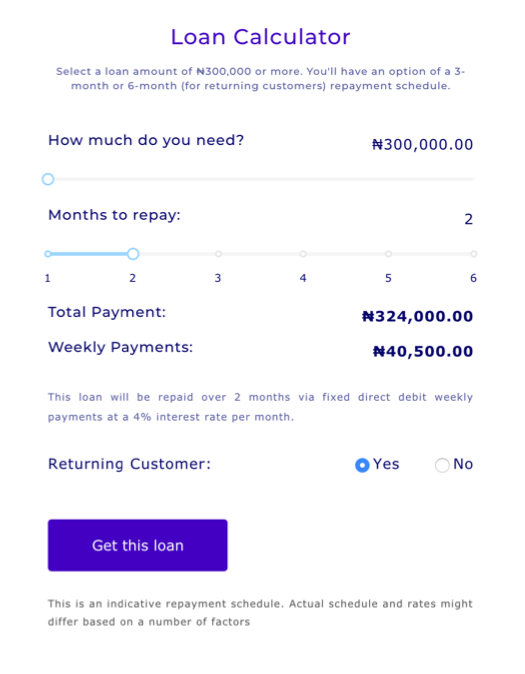 Loan Calculator
Select a loan amount of ₦300,000 or more. You'll have an option of a 3-
month or 6-month (for returning customers) repayment schedule.
How much do you need? ₦300,000.00
Months to repay: 2
1 2 3 4 5 6
Total Payment: ₦324,000.00
Weekly Payments: ₦40,500.00
This loan will be repaid over 2 months via fixed direct debit weekly
payments at a 4% interest rate per month.
Returning Customer: Yes No
Get this loan
This is an indicative repayment schedule. Actual schedule and rates might
differ based on a number of factors